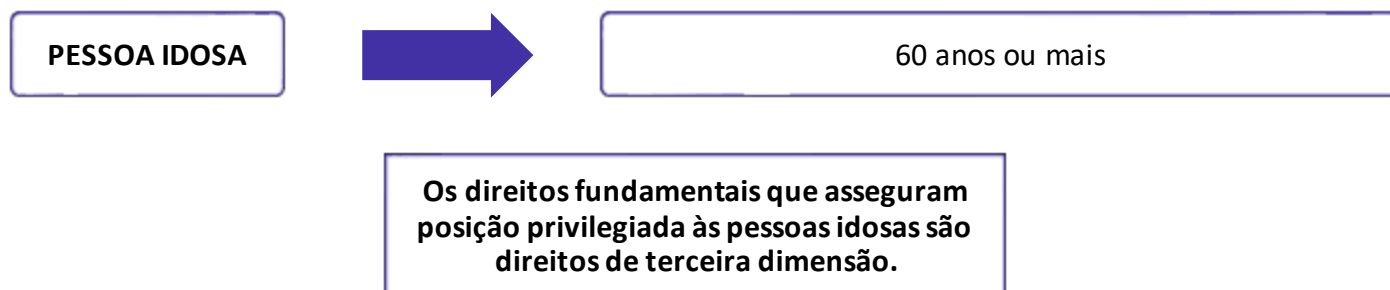 PESSOA IDOSA
60 anos ou mais
Os direitos fundamentais que asseguram
posição privilegiada às pessoas idosas são
direitos de terceira dimensão.